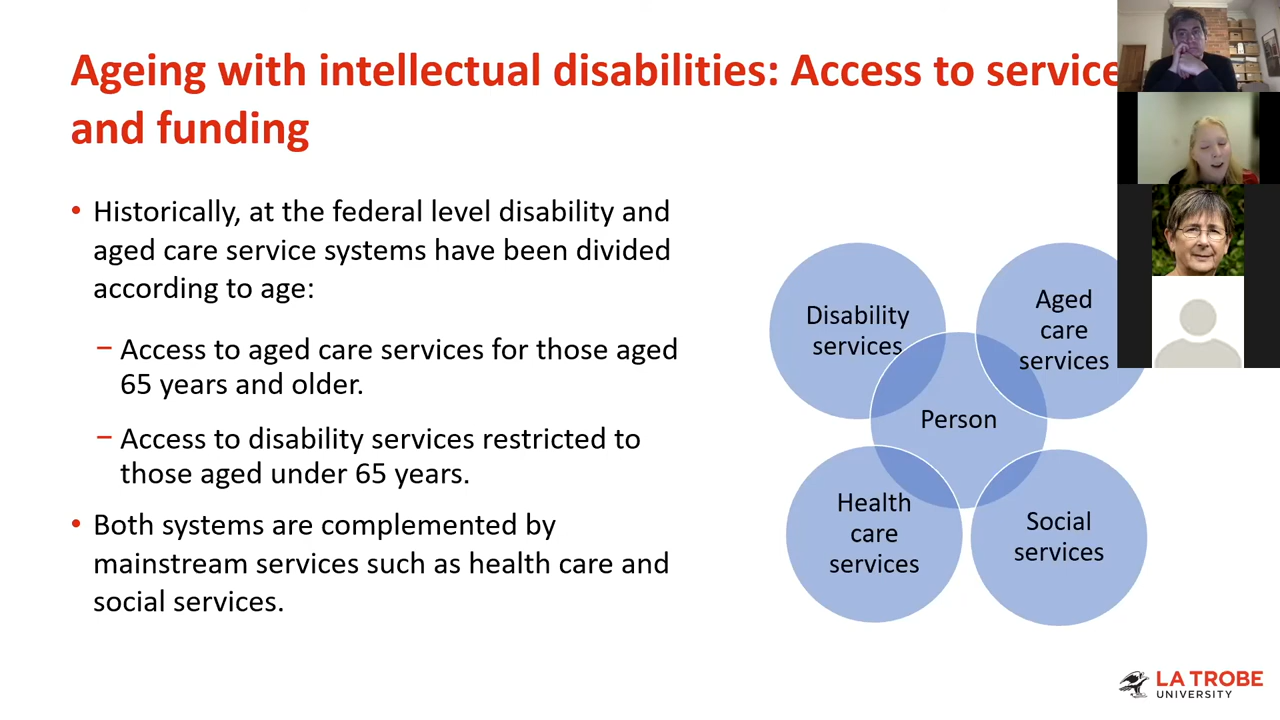 Ageing with intellectual disabilities: Access to service
and funding
• Historically, at the federal level disability and
aged care service systems have been divided
according to age:
− Access to aged care services for those aged
65 years and older.
− Access to disability services restricted to
those aged under 65 years.
• Both systems are complemented by
mainstream services such as health care and
social services.
Disability
services
Aged
care
services
Person
Health
care
services
Social
services
LA TROBE
UNIVERSITY